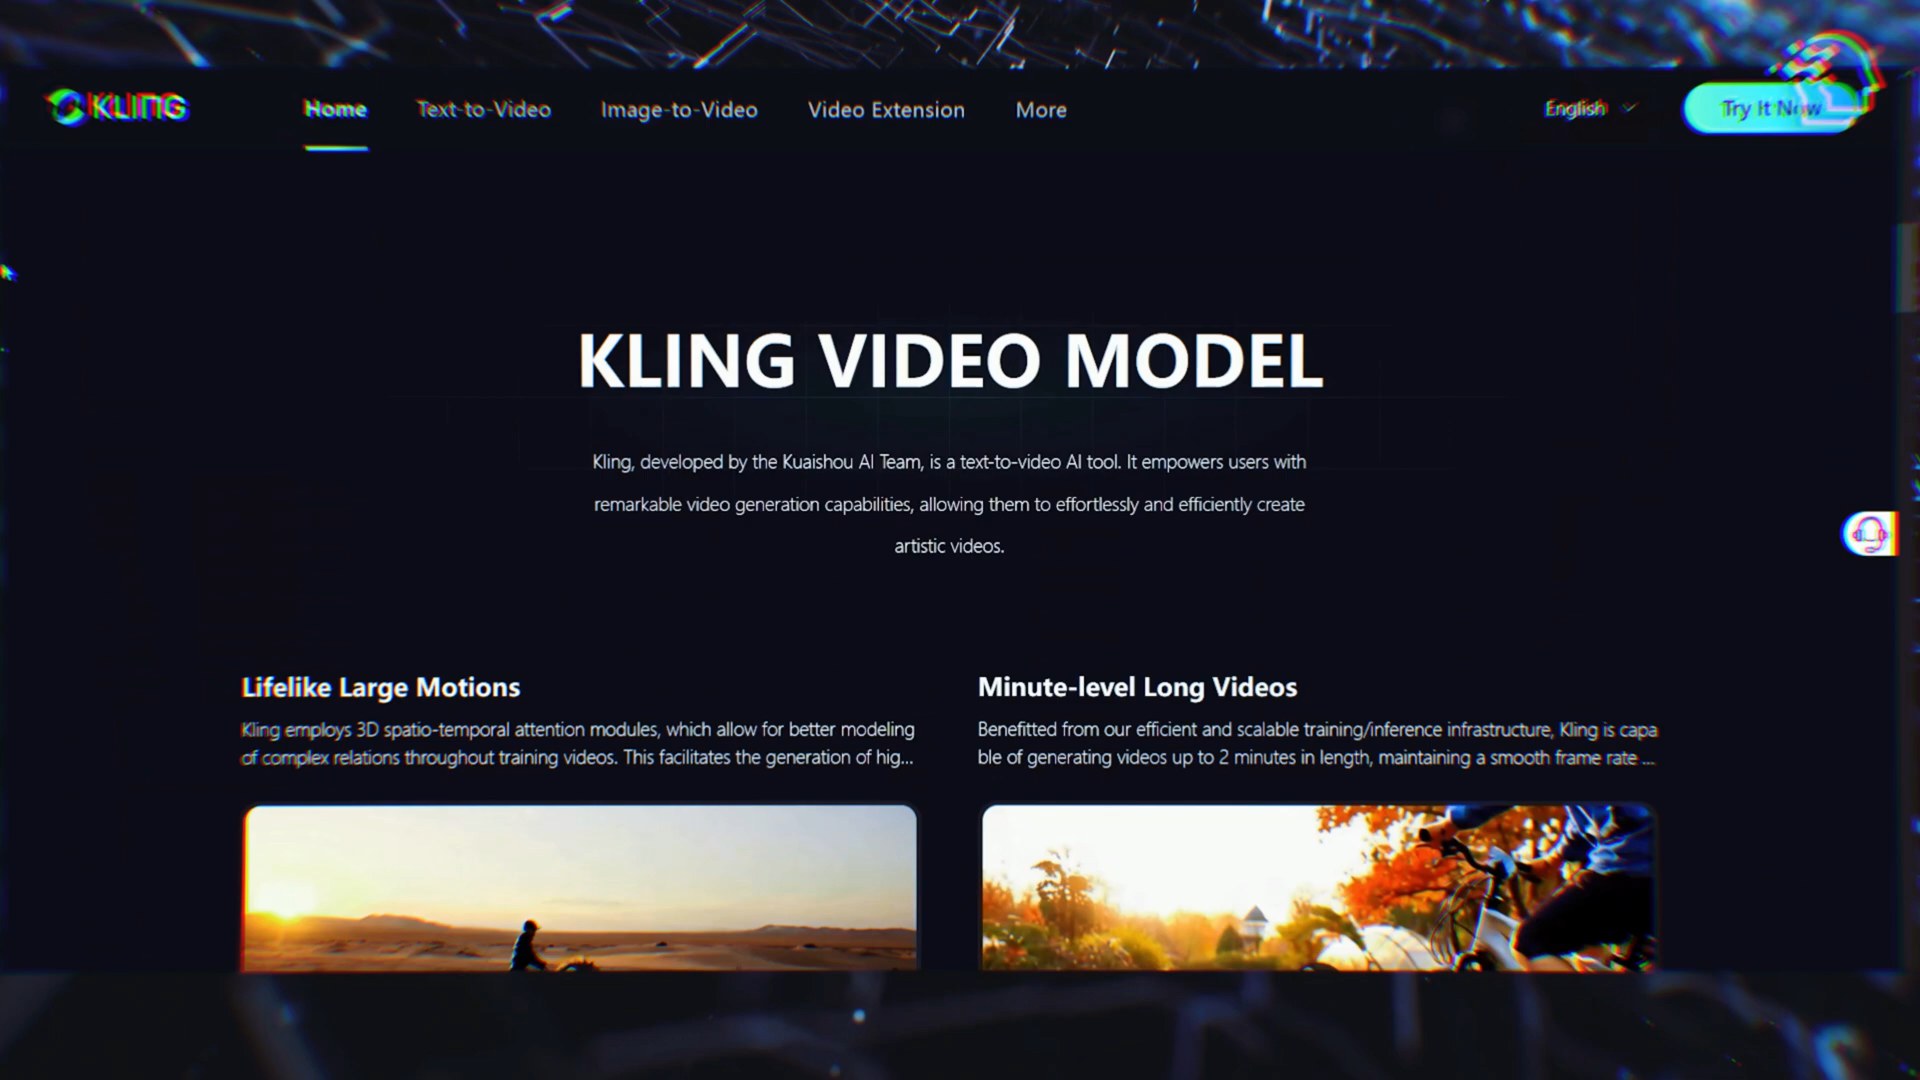 KLING
Home Text-to-Video Image-to-Video Video Extension More English Try It Now
KLING VIDEO MODEL
Kling, developed by the Kuaishou AI Team, is a text-to-video AI tool. It empowers users with
remarkable video generation capabilities, allowing them to effortlessly and efficiently create
artistic videos.
Lifelike Large Motions
Kling employs 3D spatio-temporal attention modules, which allow for better modeling
of complex relations throughout training videos. This facilitates the generation of hig...
Minute-level Long Videos
Benefitted from our efficient and scalable training/inference infrastructure, Kling is capa
ble of generating videos up to 2 minutes in length, maintaining a smooth frame rate ...